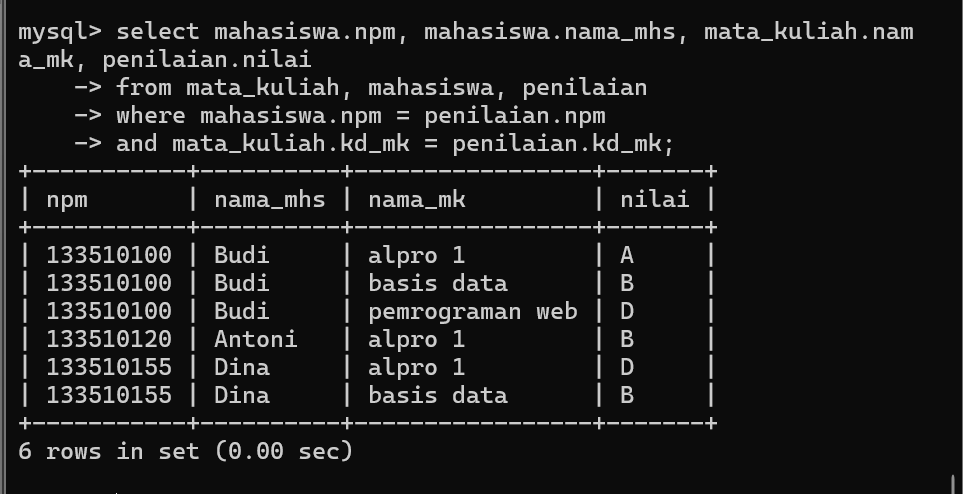 mysql> select mahasiswa.npm, mahasiswa.nama_mhs, mata_kuliah.nam
a_mk, penilaian.nilai
    -> from mata_kuliah, mahasiswa, penilaian
    -> where mahasiswa.npm = penilaian.npm
    -> and mata_kuliah.kd_mk = penilaian.kd_mk;
+-----------+----------+-----------------+-------+
| npm       | nama_mhs | nama_mk         | nilai |
+-----------+----------+-----------------+-------+
| 133510100 | Budi     | alpro 1         | A     |
| 133510100 | Budi     | basis data      | B     |
| 133510100 | Budi     | pemrograman web | D     |
| 133510120 | Antoni   | alpro 1         | B     |
| 133510155 | Dina     | alpro 1         | D     |
| 133510155 | Dina     | basis data      | B     |
+-----------+----------+-----------------+-------+
6 rows in set (0.00 sec)